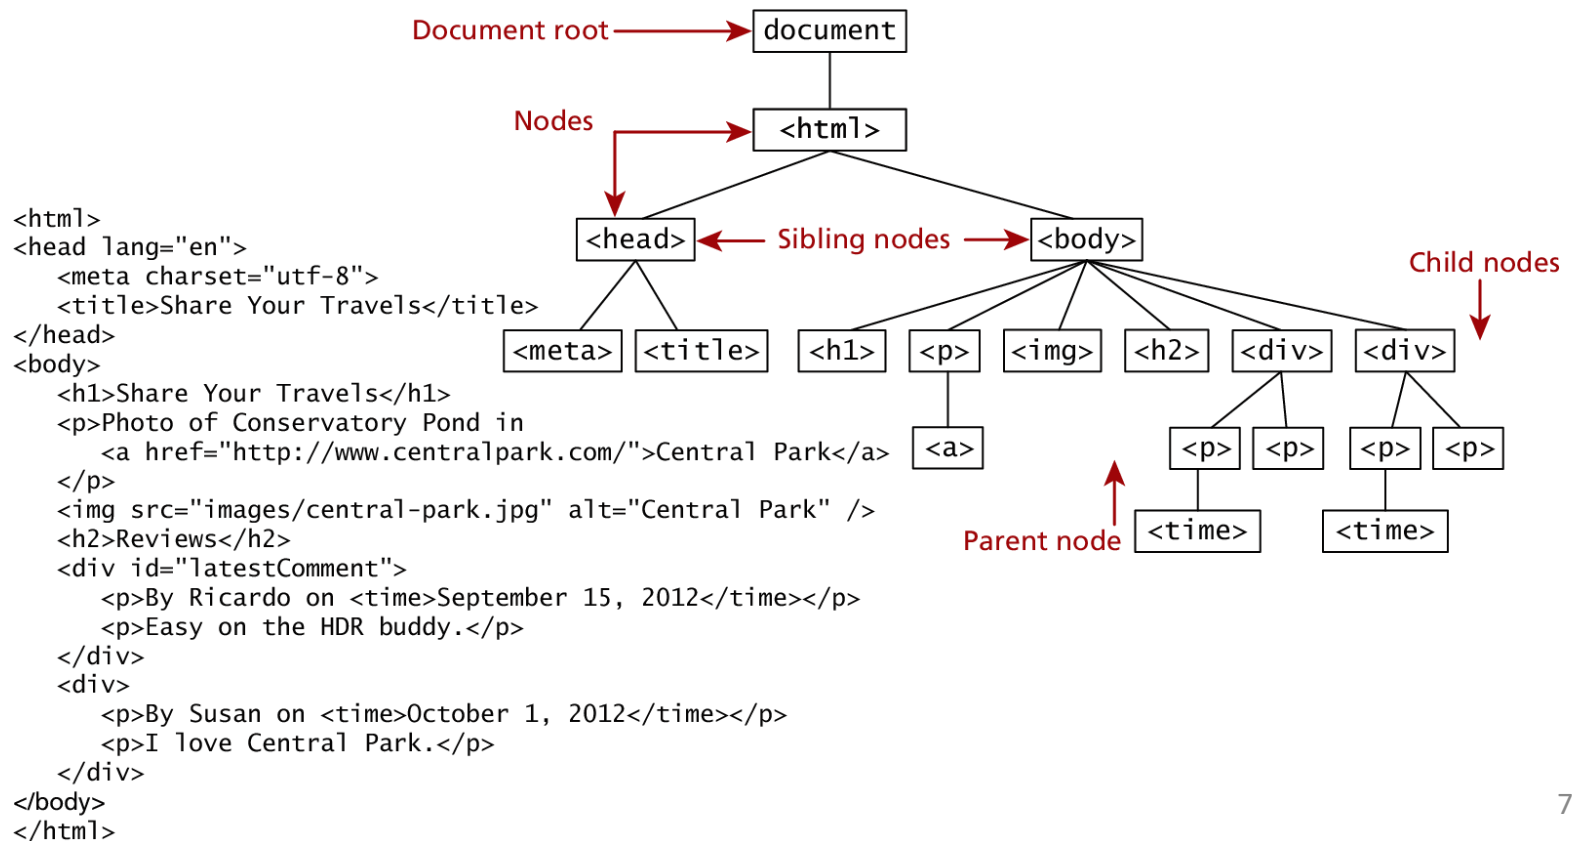 Document root
document
Nodes
<html>
<head>
Sibling nodes
<body>
Child nodes
<meta>
<title>
<h1>
<p>
<img>
<h2>
<div>
<div>
<a>
<p>
<p>
<p>
<p>
Parent node
<time>
<time>
<html>
<head lang="en">
<meta charset="utf-8">
<title>Share Your Travels</title>
</head>
<body>
<h1>Share Your Travels</h1>
<p>Photo of Conservatory Pond in
<a href="http://www.centralpark.com/">Central Park</a>
</p>
<img src="images/central-park.jpg" alt="Central Park" />
<h2>Reviews</h2>
<div id="latestComment">
<p>By Ricardo on <time>September 15, 2012</time></p>
<p>Easy on the HDR buddy.</p>
</div>
<div>
<p>By Susan on <time>October 1, 2012</time></p>
<p>I love Central Park.</p>
</div>
</body>
</html>
7